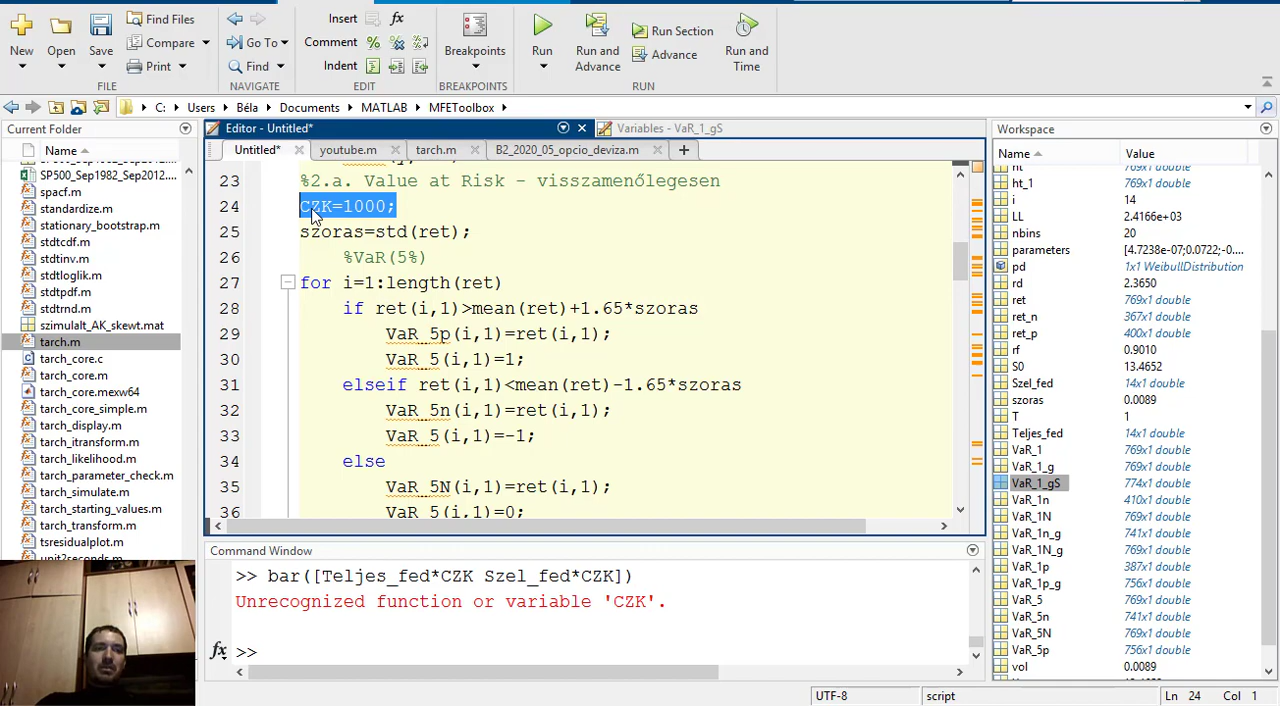 New
Open
Save
Find Files
Compare
Print
FILE
Go To
Find
NAVIGATE
Insert
fx
Comment
Indent
EDIT
Breakpoints
BREAKPOINTS
Run
Run and
Advance
Run Section
Advance
Run and
Time
RUN
C: Users Béla Documents MATLAB MFEToolbox
Current Folder
Name
SP500_Sep1982_Sep2012.
spacf.m
standardize.m
stationary_bootstrap.m
stdtcdf.m
stdtinv.m
stdtloglik.m
stdtpdf.m
stdtrnd.m
szimulalt_AK_skewt.mat
tarch.m
tarch_core.c
tarch_core.m
tarch_core.mexw64
tarch_core_simple.m
tarch_display.m
tarch_itransform.m
tarch_likelihood.m
tarch_parameter_check.m
tarch_simulate.m
tarch_starting_values.m
tarch_transform.m
tsresidualplot.m
unit2seconds.m
Editor - Untitled*
Variables - VaR_1_gS
Untitled*
youtube.m
tarch.m
B2_2020_05_opcio_deviza.m
23 %2.a. Value at Risk - visszamenőlegesen
24 CZK=1000;
25 szoras=std(ret);
26 %VaR(5%)
27 for i=1:length(ret)
28 if ret(i,1)>mean(ret)+1.65*szoras
29 VaR_5p(i,1)=ret(i,1);
30 VaR_5(i,1)=1;
31 elseif ret(i,1)<mean(ret)-1.65*szoras
32 VaR_5n(i,1)=ret(i,1);
33 VaR_5(i,1)=-1;
34 else
35 VaR_5N(i,1)=ret(i,1);
VaR_5(i,1)=0;
Command Window
>> bar([Teljes_fed*CZK Szel_fed*CZK])
Unrecognized function or variable 'CZK'.
fx >>
Workspace
Name Value
ht 769x1 double
ht_1 769x1 double
i 14
LL 2.4166e+03
nbins 20
parameters [4.7238e-07;0.0722;-0....
pd 1x1 WeibullDistribution
rd 2.3650
ret 769x1 double
ret_n 367x1 double
ret_p 400x1 double
rf 0.9010
S0 13.4652
Szel_fed 14x1 double
szoras 0.0089
T 1
Teljes_fed 14x1 double
VaR_1 769x1 double
VaR_1_g 769x1 double
VaR_1_gS 774x1 double
VaR_1n 410x1 double
VaR_1N 769x1 double
VaR_1n_g 741x1 double
VaR_1N_g 769x1 double
VaR_1p 387x1 double
VaR_1p_g 756x1 double
VaR_5 769x1 double
VaR_5n 741x1 double
VaR_5N 769x1 double
VaR_5p 756x1 double
vol 0.0089
UTF-8
script
Ln 24 Col 1